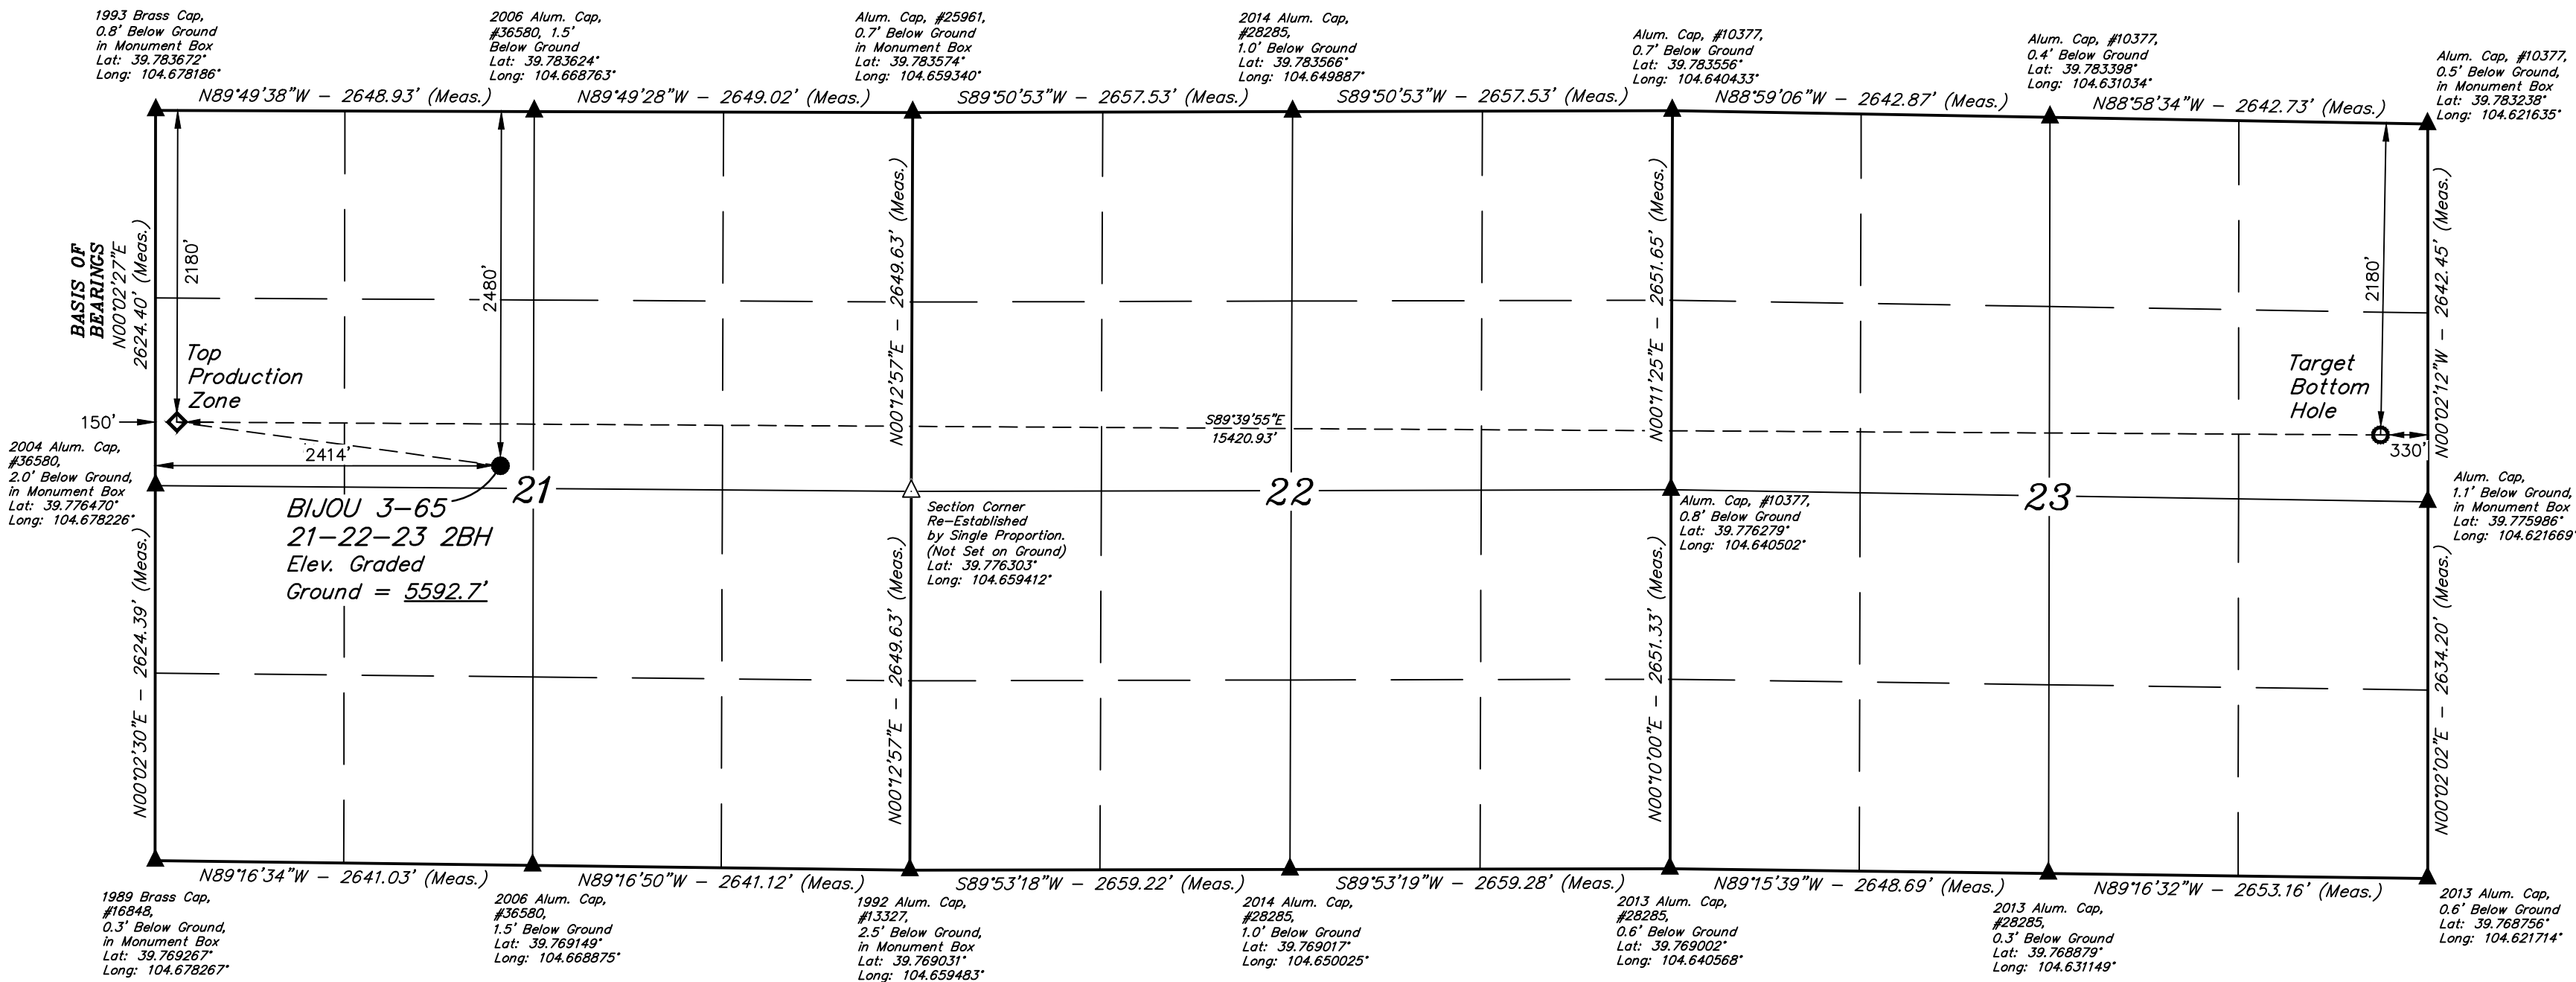 1993 Brass Cap,
0.8' Below Ground
in Monument Box
Lat: 39.783672°
Long: 104.678186°
2006 Alum. Cap,
#36580, 1.5'
Below Ground
Lat: 39.783624°
Long: 104.668763°
Alum. Cap, #25961,
0.7' Below Ground
in Monument Box
Lat: 39.783574°
Long: 104.659340°
2014 Alum. Cap,
#28285,
1.0' Below Ground
Lat: 39.783566°
Long: 104.649887°
Alum. Cap, #10377,
0.7' Below Ground
Lat: 39.783556°
Long: 104.640433°
Alum. Cap, #10377,
0.4' Below Ground
Lat: 39.783398°
Long: 104.631034°
Alum. Cap, #10377,
0.5' Below Ground,
in Monument Box
Lat: 39.783238°
Long: 104.621635°
N89°49'38"W – 2648.93' (Meas.)
N89°49'28"W – 2649.02' (Meas.)
S89°50'53"W – 2657.53' (Meas.)
S89°50'53"W – 2657.53' (Meas.)
N88°59'06"W – 2642.87' (Meas.)
N88°58'34"W – 2642.73' (Meas.)
BASIS OF
BEARINGS
N00°02'27"E
2624.40' (Meas.)
2180'
2480'
N00°12'57"E – 2649.63' (Meas.)
N00°11'25"E – 2651.65' (Meas.)
2180'
N00°02'12"W – 2642.45' (Meas.)
Top
Production
Zone
Target
Bottom
Hole
150'
S89°39'55"E
15420.93'
330'
2414'
2004 Alum. Cap,
#36580,
2.0' Below Ground,
in Monument Box
Lat: 39.776470°
Long: 104.678226°
21
22
23
BIJOU 3–65
21–22–23 2BH
Elev. Graded
Ground = 5592.7'
Section Corner
Re–Established
by Single Proportion.
(Not Set on Ground)
Lat: 39.776303°
Long: 104.659412°
Alum. Cap, #10377,
0.8' Below Ground
Lat: 39.776279°
Long: 104.640502°
Alum. Cap,
1.1' Below Ground,
in Monument Box
Lat: 39.775986°
Long: 104.621669°
N00°02'30"E – 2624.39' (Meas.)
N00°12'57"E – 2649.63' (Meas.)
N00°10'00"E – 2651.33' (Meas.)
N00°02'02"E – 2634.20' (Meas.)
N89°16'34"W – 2641.03' (Meas.)
N89°16'50"W – 2641.12' (Meas.)
S89°53'18"W – 2659.22' (Meas.)
S89°53'19"W – 2659.28' (Meas.)
N89°15'39"W – 2648.69' (Meas.)
N89°16'32"W – 2653.16' (Meas.)
1989 Brass Cap,
#16848,
0.3' Below Ground,
in Monument Box
Lat: 39.769267°
Long: 104.678267°
2006 Alum. Cap,
#36580,
1.5' Below Ground
Lat: 39.769149°
Long: 104.668875°
1992 Alum. Cap,
#13327,
2.5' Below Ground,
in Monument Box
Lat: 39.769031°
Long: 104.659483°
2014 Alum. Cap,
#28285,
1.0' Below Ground
Lat: 39.769017°
Long: 104.650025°
2013 Alum. Cap,
#28285,
0.6' Below Ground
Lat: 39.769002°
Long: 104.640568°
2013 Alum. Cap,
#28285,
0.3' Below Ground
Lat: 39.768879°
Long: 104.631149°
2013 Alum. Cap,
0.6' Below Ground
Lat: 39.768756°
Long: 104.621714°